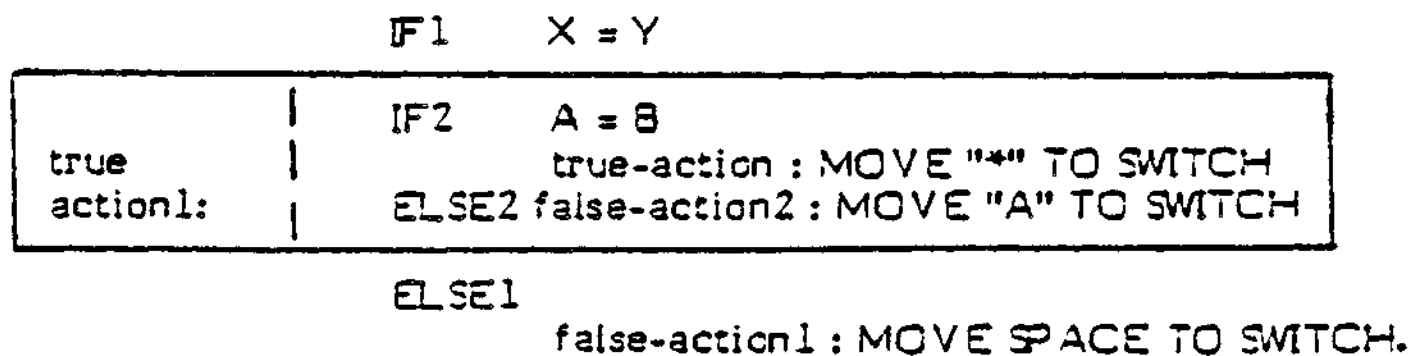 IF1 X = Y
IF2 A = B
true true-action : MOVE "*" TO SWITCH
action1: ELSE2 false-action2 : MOVE "A" TO SWITCH
ELSE1
false-action1 : MOVE SPACE TO SWITCH.